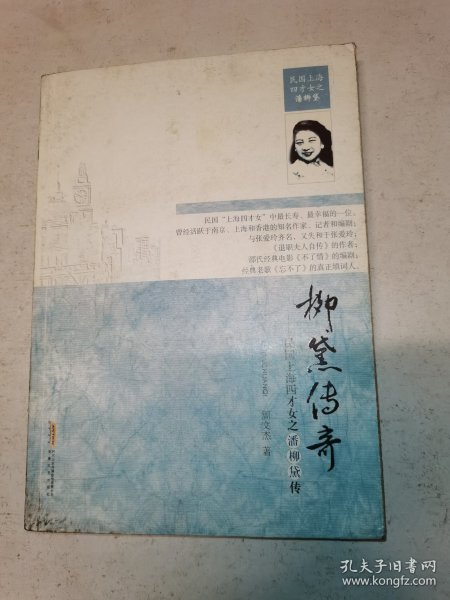 民国上海
四才女之
潘柳黛
民国“上海四才女”中最长寿、最幸福的一位；
曾经活跃于南京、上海和香港的知名作家、记者和编剧；
与张爱玲齐名，又失和于张爱玲；
《退职夫人自传》的作者；
邵氏经典电影《不了情》的编剧；
经典老歌《忘不了》的真正填词人。
柳黛传奇
民国上海四才女之潘柳黛传
周文杰 著
孔夫子旧书网
www.kongfz.com